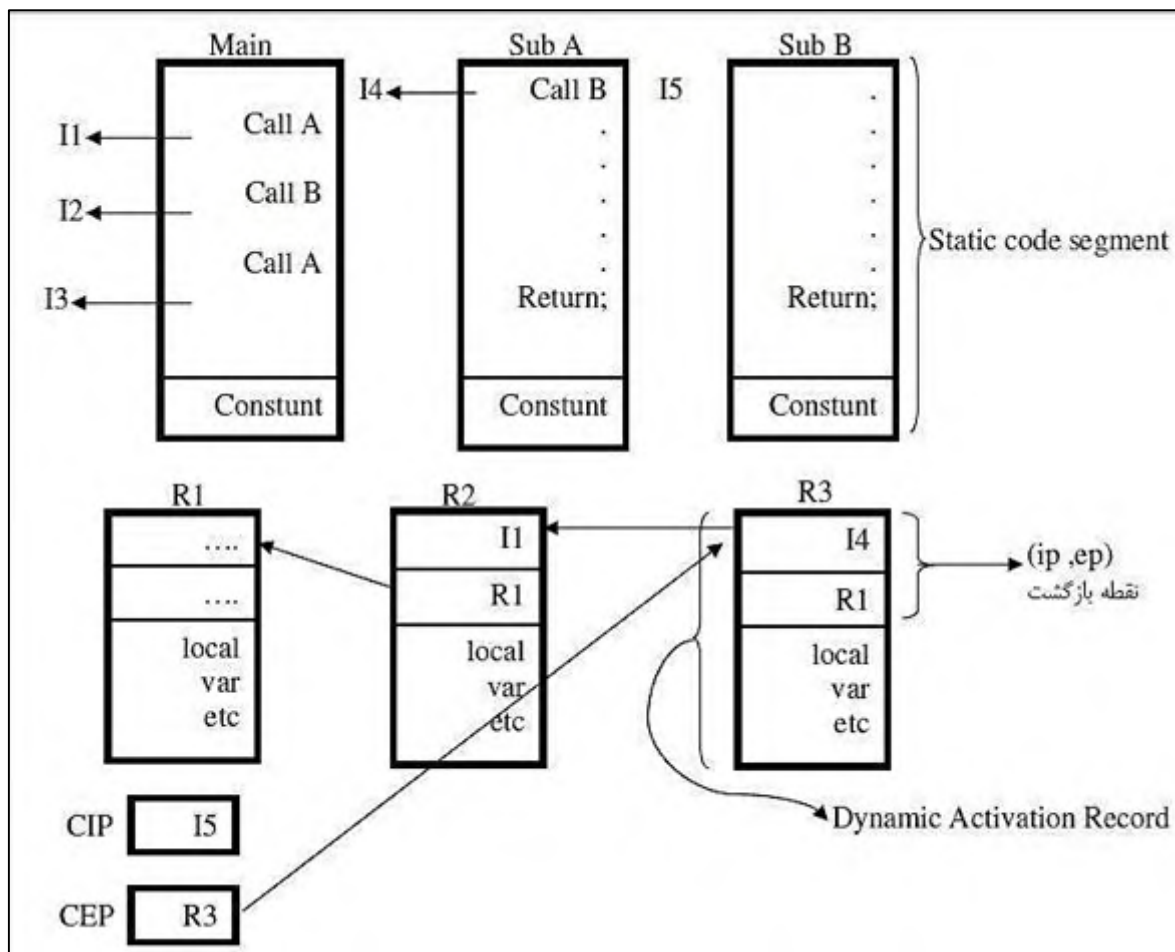 Main
Sub A
Sub B
I4
Call B
I5
.
I1
Call A
.
.
I2
Call B
.
.
.
.
Static code segment
Call A
.
.
.
.
I3
Return;
Return;
Constunt
Constunt
Constunt
R1
R2
R3
....
I1
I4
(ip ,ep)
نقطه بازگشت
....
R1
R1
local
var
etc
local
var
etc
local
var
etc
CIP
I5
Dynamic Activation Record
CEP
R3